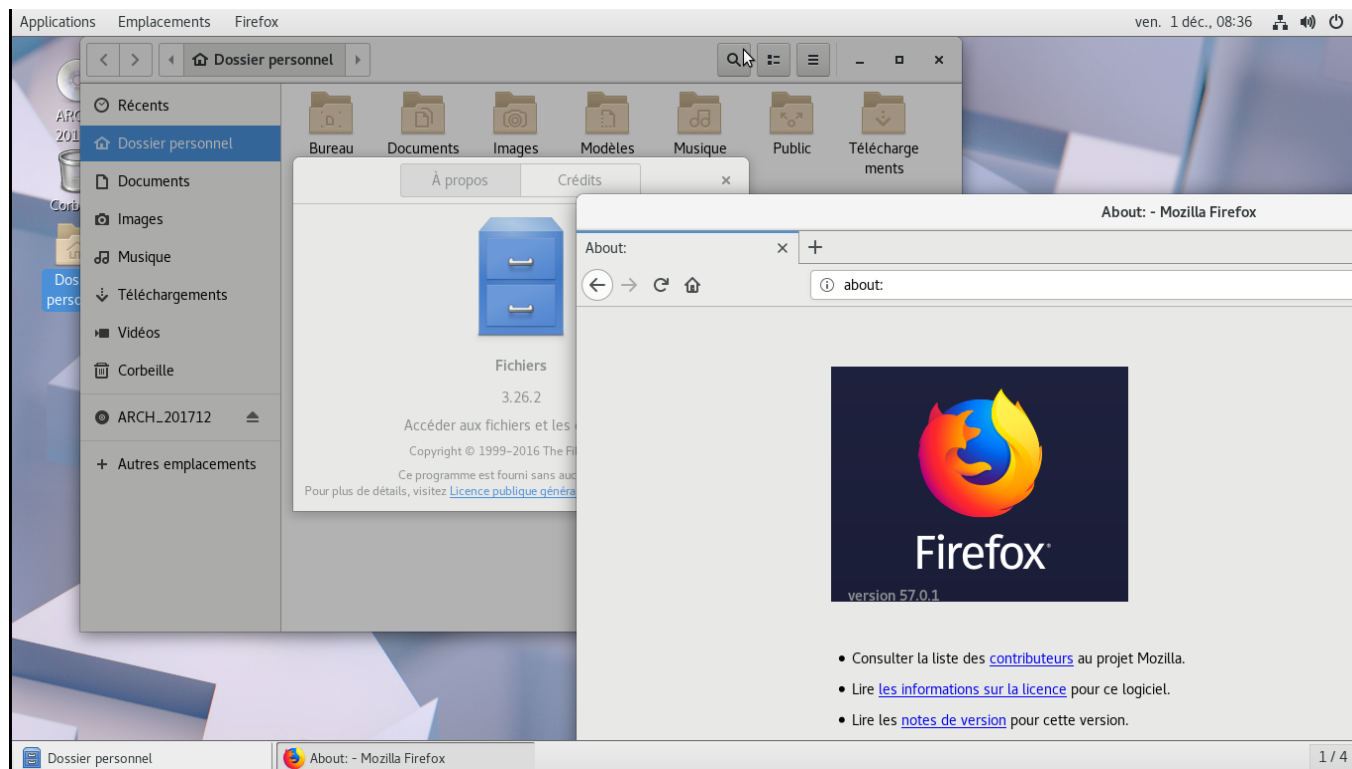 Applications Emplacements Firefox ven. 1 déc., 08:36
Dossier personnel
Récents
Dossier personnel
Documents
Images
Musique
Téléchargements
Vidéos
Corbeille
ARCH_201712
Autres emplacements
Bureau Documents Images Modèles Musique Public Télécharge
ments
À propos Crédits
Fichiers
3.26.2
Accéder aux fichiers et les
Copyright © 1999–2016 The
Ce programme est fourni sans
Pour plus de détails, visitez Licence publique
About: - Mozilla Firefox
About:
about:
Firefox
version 57.0.1
Consulter la liste des contributeurs au projet Mozilla.
Lire les informations sur la licence pour ce logiciel.
Lire les notes de version pour cette version.
Dossier personnel About: - Mozilla Firefox 1 / 4